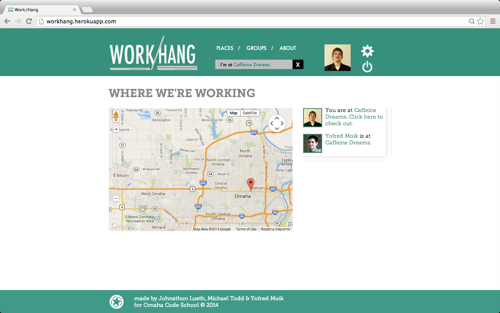 Work/Hang
workhang.herokuapp.com
WORK/HANG
PLACES / GROUPS / ABOUT
I'm at Caffeine Dreams. X
WHERE WE'RE WORKING
Map Satellite
Omaha
Map data ©2014 Google Terms of Use Report a map error
You are at Caffeine
Dreams. Click here to
check out.
Yofred Moik is at
Caffeine Dreams.
made by Johnathon Lueth, Michael Todd & Yofred Moik
for Omaha Code School © 2014